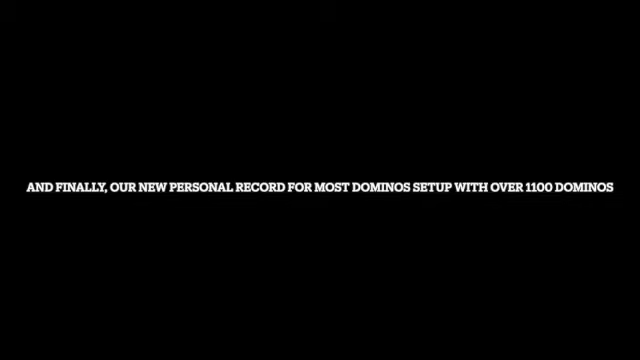 AND FINALLY, OUR NEW PERSONAL RECORD FOR MOST DOMINOS SETUP WITH OVER 1100 DOMINOS